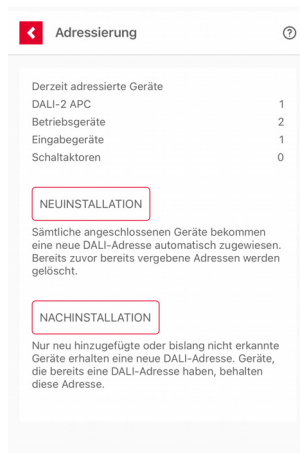 Adressierung
Derzeit adressierte Geräte
DALI-2 APC 1
Betriebsgeräte 2
Eingabegeräte 1
Schaltaktoren 0
NEUINSTALLATION
Sämtliche angeschlossenen Geräte bekommen
eine neue DALI-Adresse automatisch zugewiesen.
Bereits zuvor bereits vergebene Adressen werden
gelöscht.
NACHINSTALLATION
Nur neu hinzugefügte oder bislang nicht erkannte
Geräte erhalten eine neue DALI-Adresse. Geräte,
die bereits eine DALI-Adresse haben, behalten
diese Adresse.